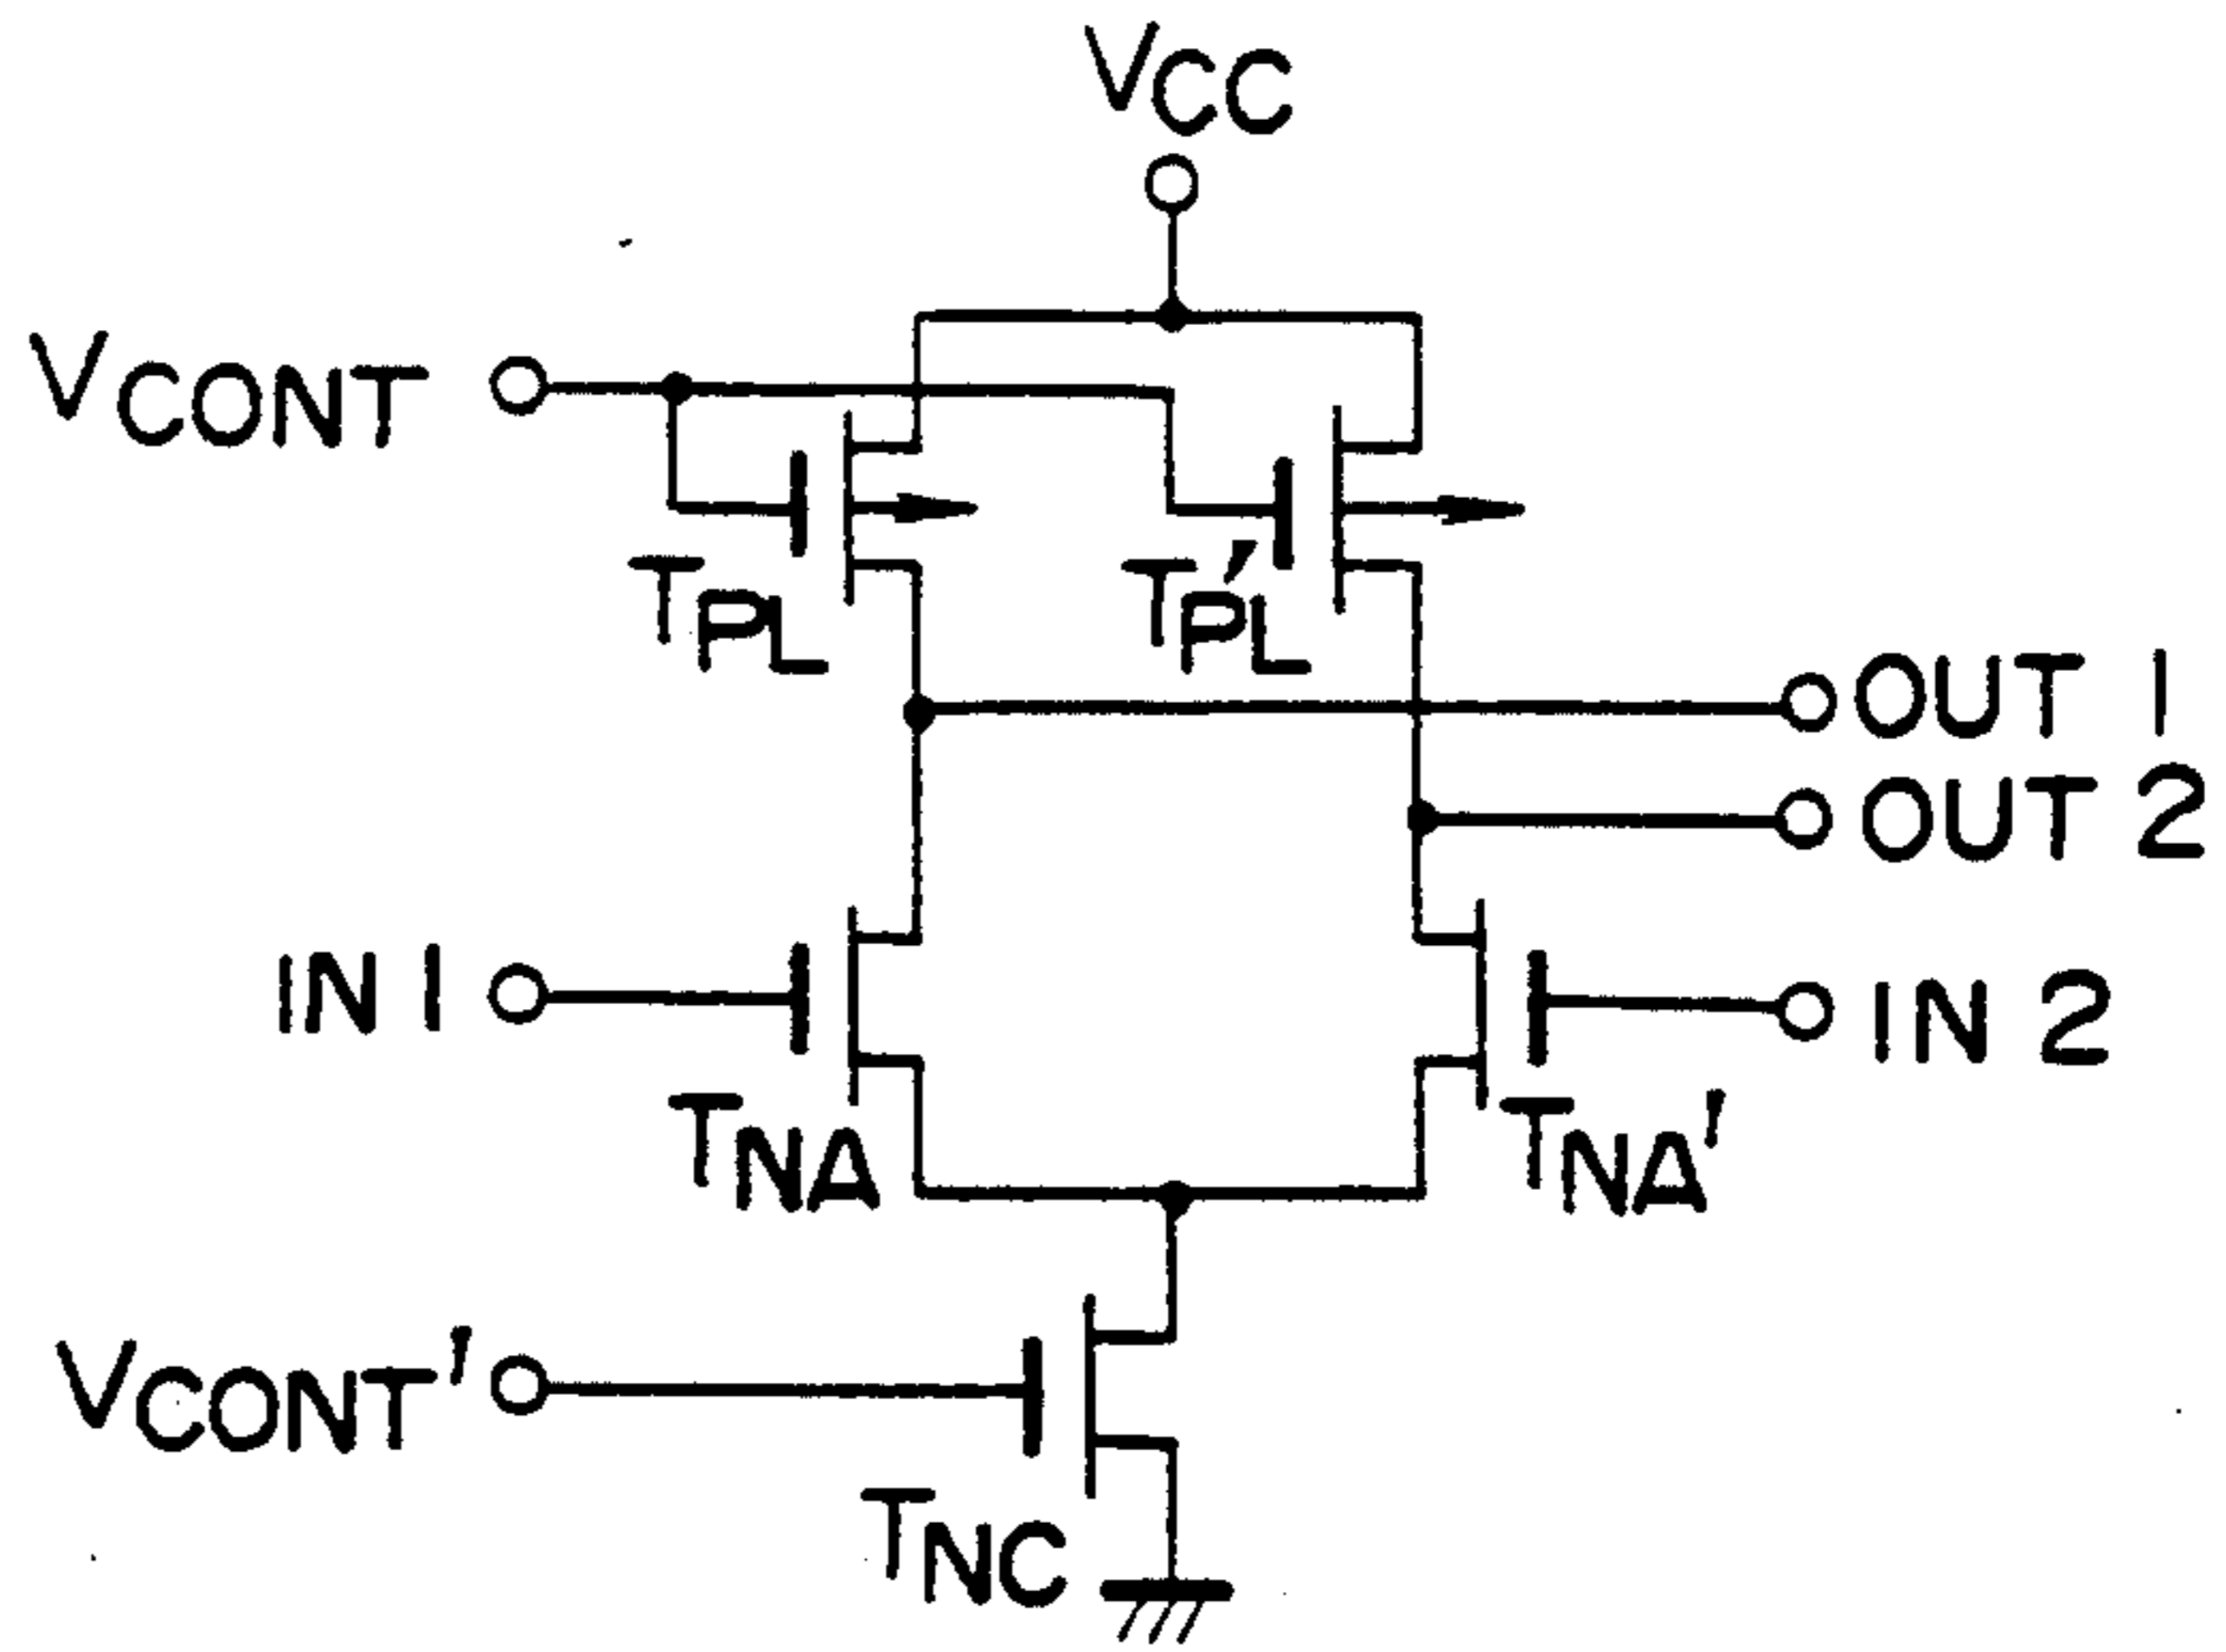 VCC
VCONT
TPL
T'PL
OUT 1
OUT 2
IN 1
IN 2
TNA
TNA'
VCONT'
TNC